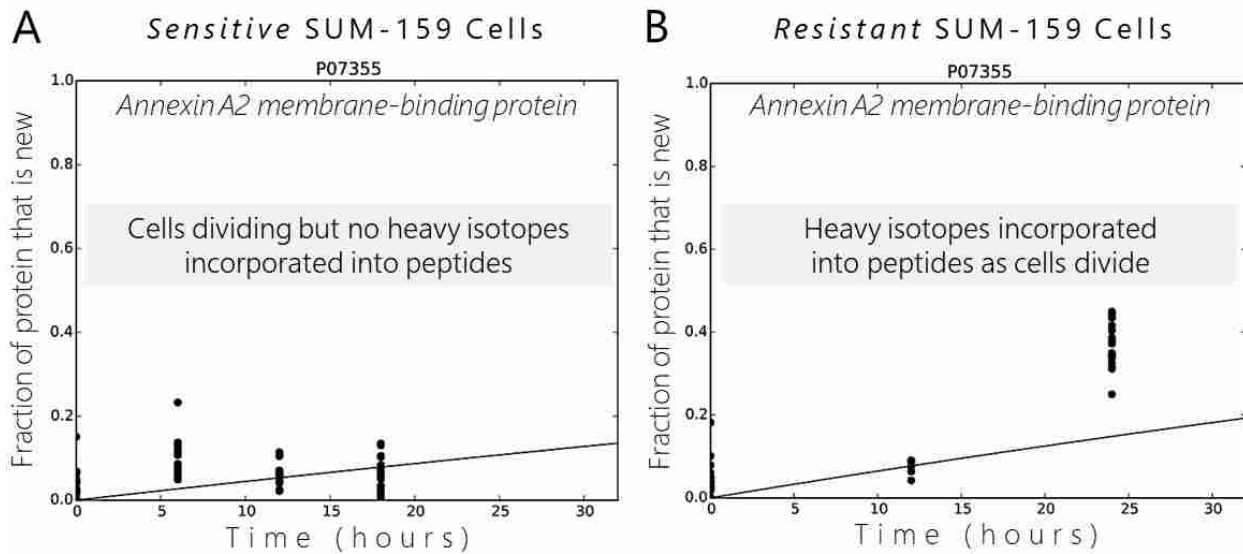 A
Sensitive SUM-159 Cells
P07355
Annexin A2 membrane-binding protein
Cells dividing but no heavy isotopes
incorporated into peptides
Fraction of protein that is new
1.0
0.8
0.6
0.4
0.2
0.0
0 5 10 15 20 25 30
Time (hours)
B
Resistant SUM-159 Cells
P07355
Annexin A2 membrane-binding protein
Heavy isotopes incorporated
into peptides as cells divide
Fraction of protein that is new
1.0
0.8
0.6
0.4
0.2
0.0
0 5 10 15 20 25 30
Time (hours)